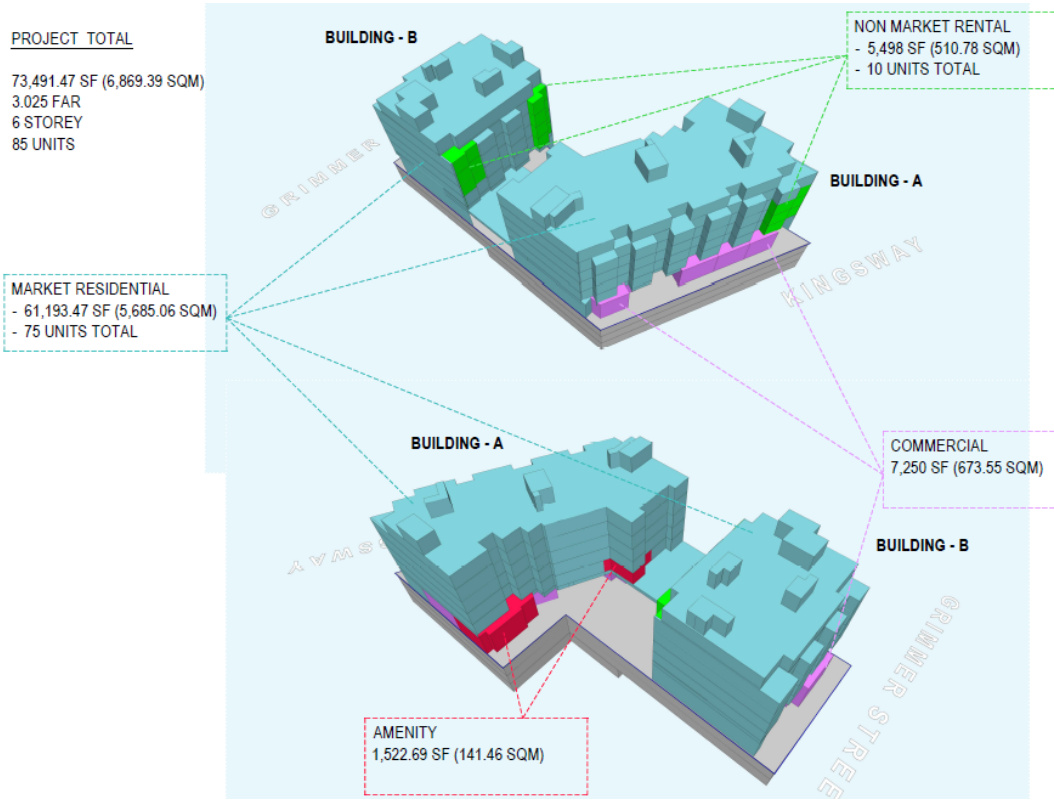 PROJECT TOTAL
73,491.47 SF (6,869.39 SQM)
3.025 FAR
6 STOREY
85 UNITS
BUILDING - B
NON MARKET RENTAL
- 5,498 SF (510.78 SQM)
- 10 UNITS TOTAL
GRIMMER
BUILDING - A
KINGSWAY
MARKET RESIDENTIAL
- 61,193.47 SF (5,685.06 SQM)
- 75 UNITS TOTAL
BUILDING - A
COMMERCIAL
7,250 SF (673.55 SQM)
SWAY
BUILDING - B
GRIMMER STREE
AMENITY
1,522.69 SF (141.46 SQM)